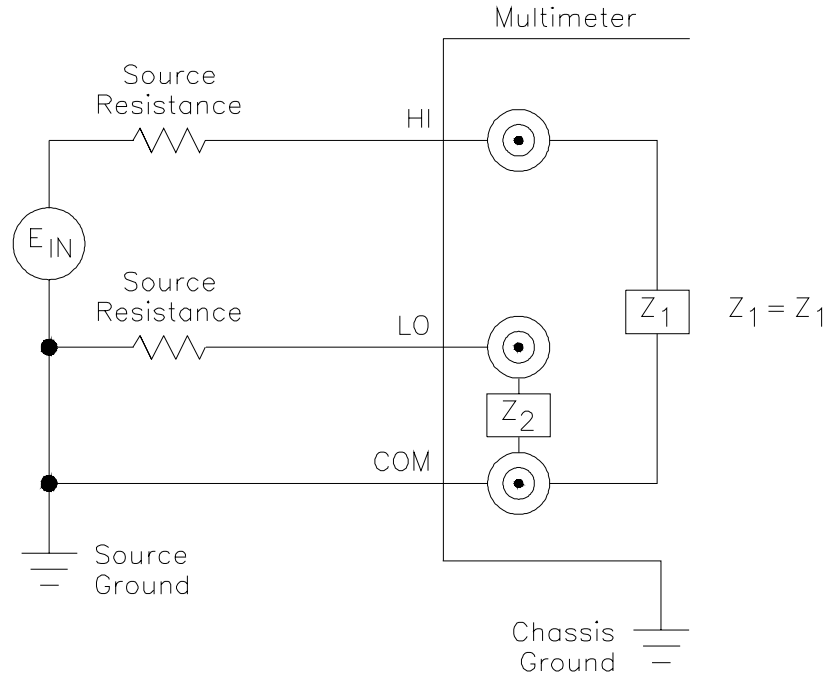 Multimeter
Source
Resistance
HI
E_IN
Source
Resistance
LO
Z_1
Z_1 = Z_1
Z_2
COM
Source
Ground
Chassis
Ground